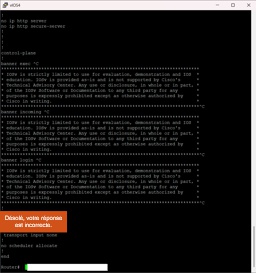 vIOS4
no ip http server
no ip http secure-server
!
!
!
control-plane
!
banner exec ^C
**************************************************************************
* IOSv is strictly limited to use for evaluation, demonstration and IOS  *
* education. IOSv is provided as-is and is not supported by Cisco's      *
* Technical Advisory Center. Any use or disclosure, in whole or in part, *
* of the IOSv Software or Documentation to any third party for any       *
* purposes is expressly prohibited except as otherwise authorized by     *
* Cisco in writing.                                                      *
**************************************************************************^C
banner incoming ^C
**************************************************************************
* IOSv is strictly limited to use for evaluation, demonstration and IOS  *
* education. IOSv is provided as-is and is not supported by Cisco's      *
* Technical Advisory Center. Any use or disclosure, in whole or in part, *
* of the IOSv Software or Documentation to any third party for any       *
* purposes is expressly prohibited except as otherwise authorized by     *
* Cisco in writing.                                                      *
**************************************************************************^C
banner login ^C
**************************************************************************
* IOSv is strictly limited to use for evaluation, demonstration and IOS  *
* education. IOSv is provided as-is and is not supported by Cisco's      *
* Technical Advisory Center. Any use or disclosure, in whole or in part, *
* of the IOSv Software or Documentation to any third party for any       *
* purposes is expressly prohibited except as otherwise authorized by     *
* Cisco in writing.                                                      *
**************************************************************************^C
Désolé, votre réponse
est incorrecte.
transport input none
!
no scheduler allocate
!
end
Router#